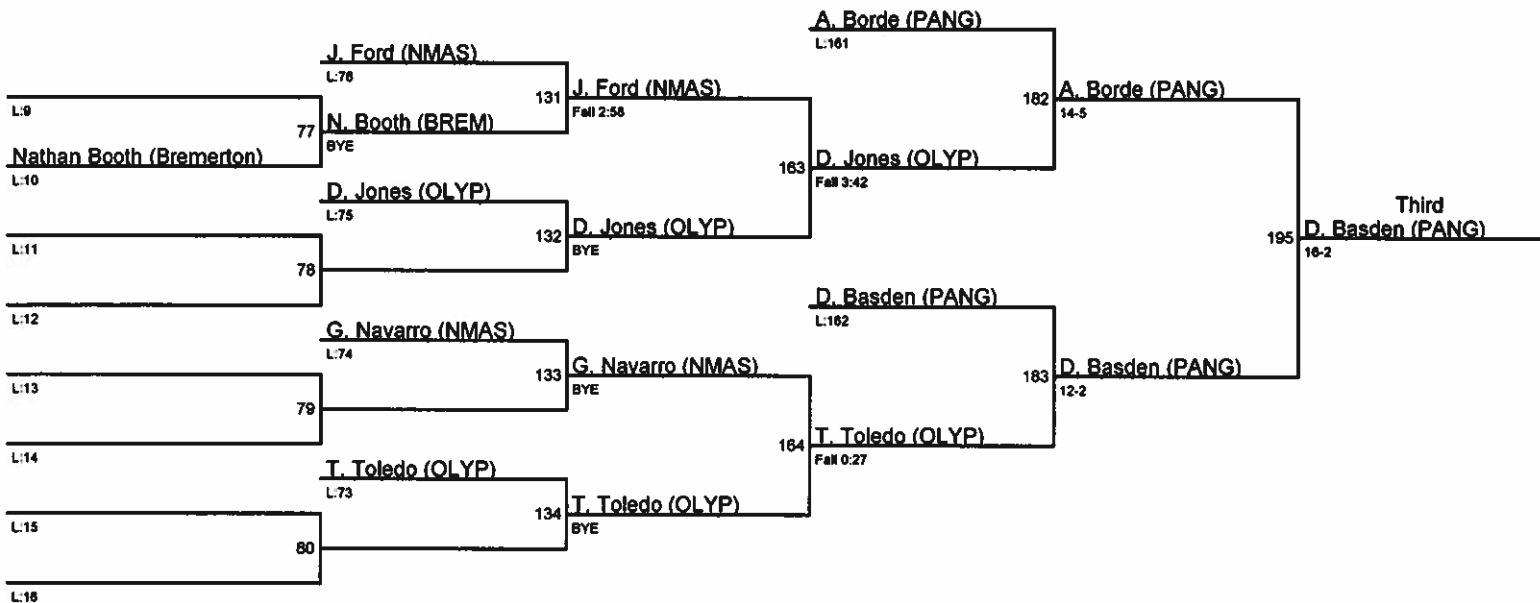 A. Borde (PANG)
L:161
J. Ford (NMAS)
L:76
131
J. Ford (NMAS)
Fall 2:58
182
A. Borde (PANG)
14-5
L:9
77
N. Booth (BREM)
BYE
Nathan Booth (Bremerton)
L:10
163
D. Jones (OLYP)
Fall 3:42
D. Jones (OLYP)
L:75
132
D. Jones (OLYP)
BYE
L:11
78
L:12
Third
195
D. Basden (PANG)
16-2
D. Basden (PANG)
L:162
G. Navarro (NMAS)
L:74
133
G. Navarro (NMAS)
BYE
183
D. Basden (PANG)
12-2
L:13
79
L:14
164
T. Toledo (OLYP)
Fall 0:27
T. Toledo (OLYP)
L:73
134
T. Toledo (OLYP)
BYE
L:15
80
L:16